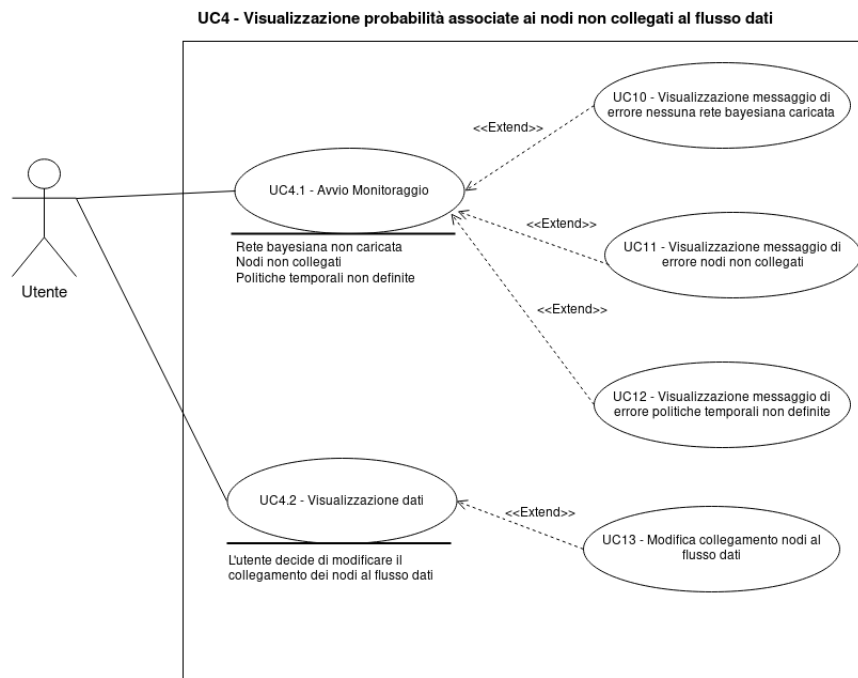 UC4 - Visualizzazione probabilità associate ai nodi non collegati al flusso dati
UC10 - Visualizzazione messaggio di
errore nessuna rete bayesiana caricata
<<Extend>>
UC4.1 - Avvio Monitoraggio
Rete bayesiana non caricata
Nodi non collegati
Politiche temporali non definite
<<Extend>>
UC11 - Visualizzazione messaggio di
errore nodi non collegati
Utente
<<Extend>>
UC12 - Visualizzazione messaggio di
errore politiche temporali non definite
UC4.2 - Visualizzazione dati
<<Extend>>
UC13 - Modifica collegamento nodi al
flusso dati
L'utente decide di modificare il
collegamento dei nodi al flusso dati